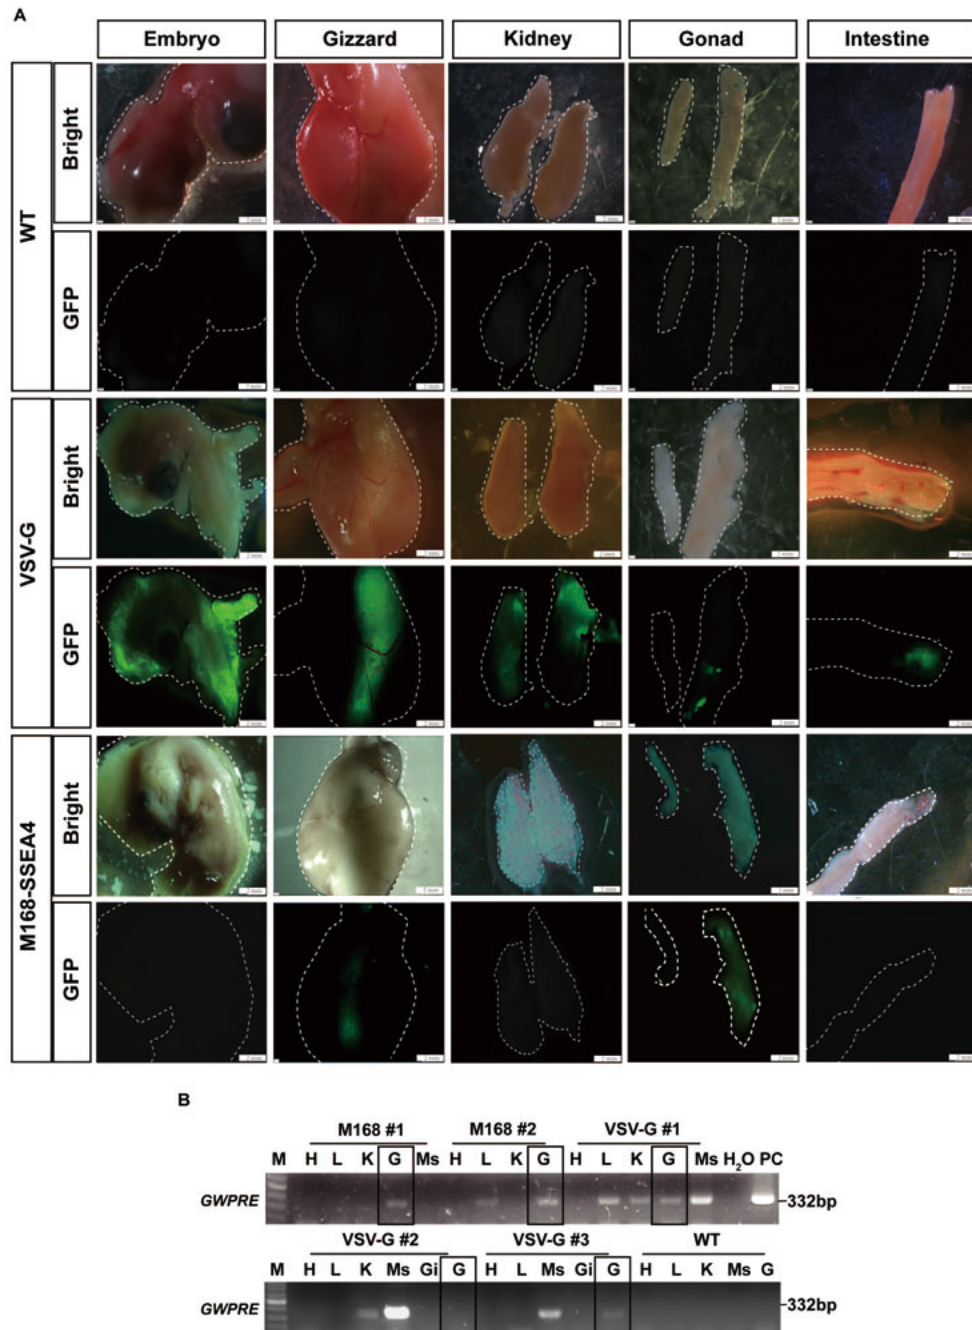 A
Embryo Gizzard Kidney Gonad Intestine
WT
Bright
GFP
VSV-G
Bright
GFP
M168-SSEA4
Bright
GFP
B
M168 #1 M168 #2 VSV-G #1
M H L K G Ms H L K G H L K G Ms H₂O PC
GWPRE -332bp
VSV-G #2 VSV-G #3 WT
M H L K Ms Gi G H L Ms Gi G H L K Ms G
GWPRE -332bp